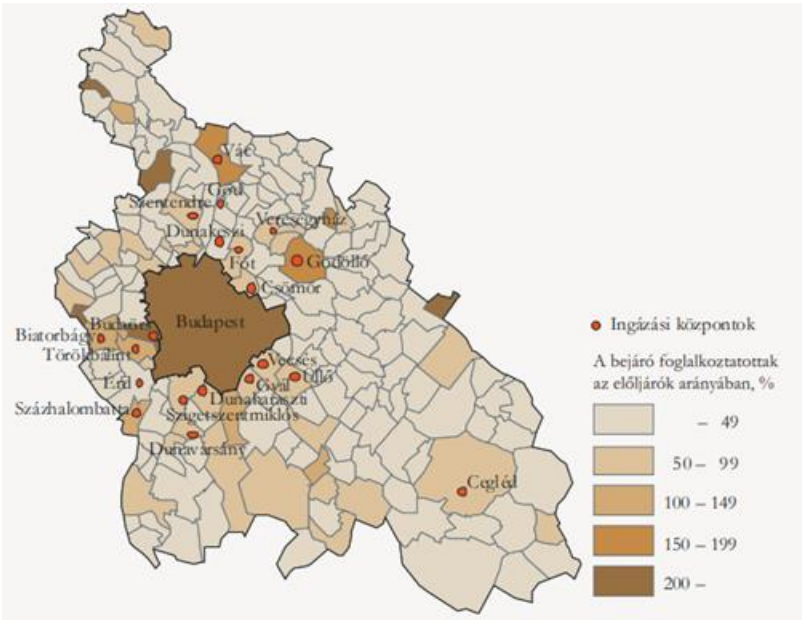 Vác
Göd
Szentendre
Veresegyház
Dunakeszi
Fót
Gödöllő
Csömör
Budapest
Budaörs
Biatorbágy
Törökbálint
Vecsés
Üllő
Gyál
Érd
Dunaharaszti
Százhalombatta
Szigetszentmiklós
Dunavarsány
Cegléd
Ingázási központok
A bejáró foglalkoztatottak
az előljárók arányában, %
– 49
50 – 99
100 – 149
150 – 199
200 –